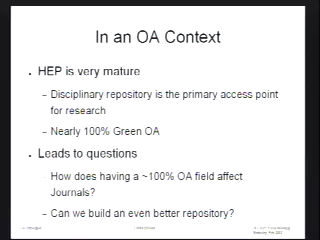 In an OA Context
• HEP is very mature
– Disciplinary repository is the primary access point
for research
– Nearly 100% Green OA
• Leads to questions
How does having a ~100% OA field affect
Journals?
– Can we build an even better repository?